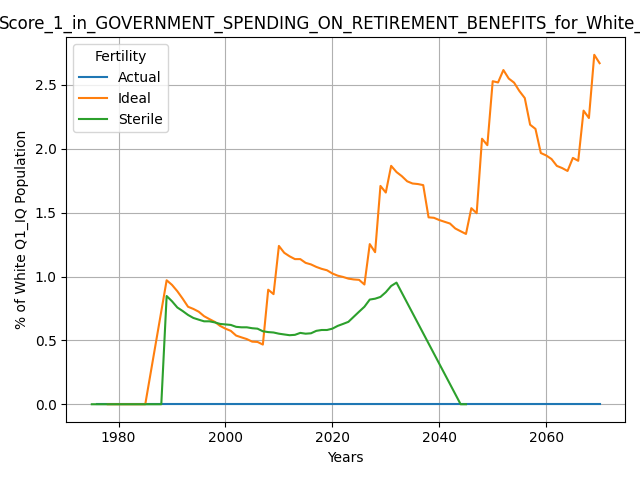 Score_1_in_GOVERNMENT_SPENDING_ON_RETIREMENT_BENEFITS_for_White_
Fertility
Actual
Ideal
Sterile
% of White Q1_IQ Population
2.5
2.0
1.5
1.0
0.5
0.0
1980 2000 2020 2040 2060
Years